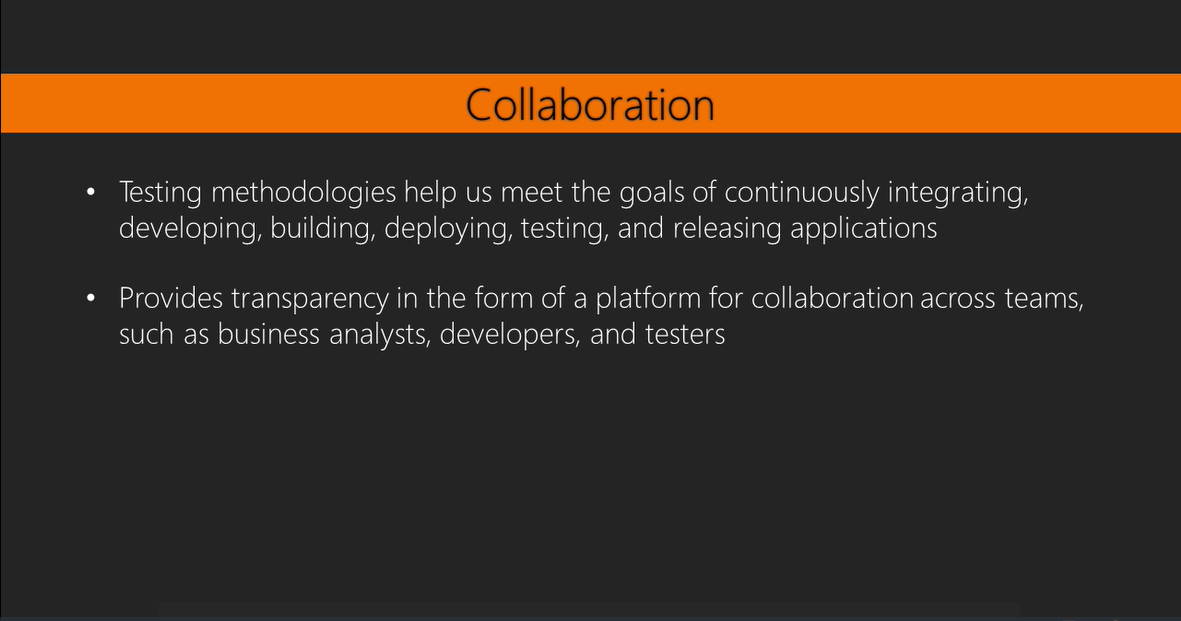 Collaboration
• Testing methodologies help us meet the goals of continuously integrating,
developing, building, deploying, testing, and releasing applications
• Provides transparency in the form of a platform for collaboration across teams,
such as business analysts, developers, and testers